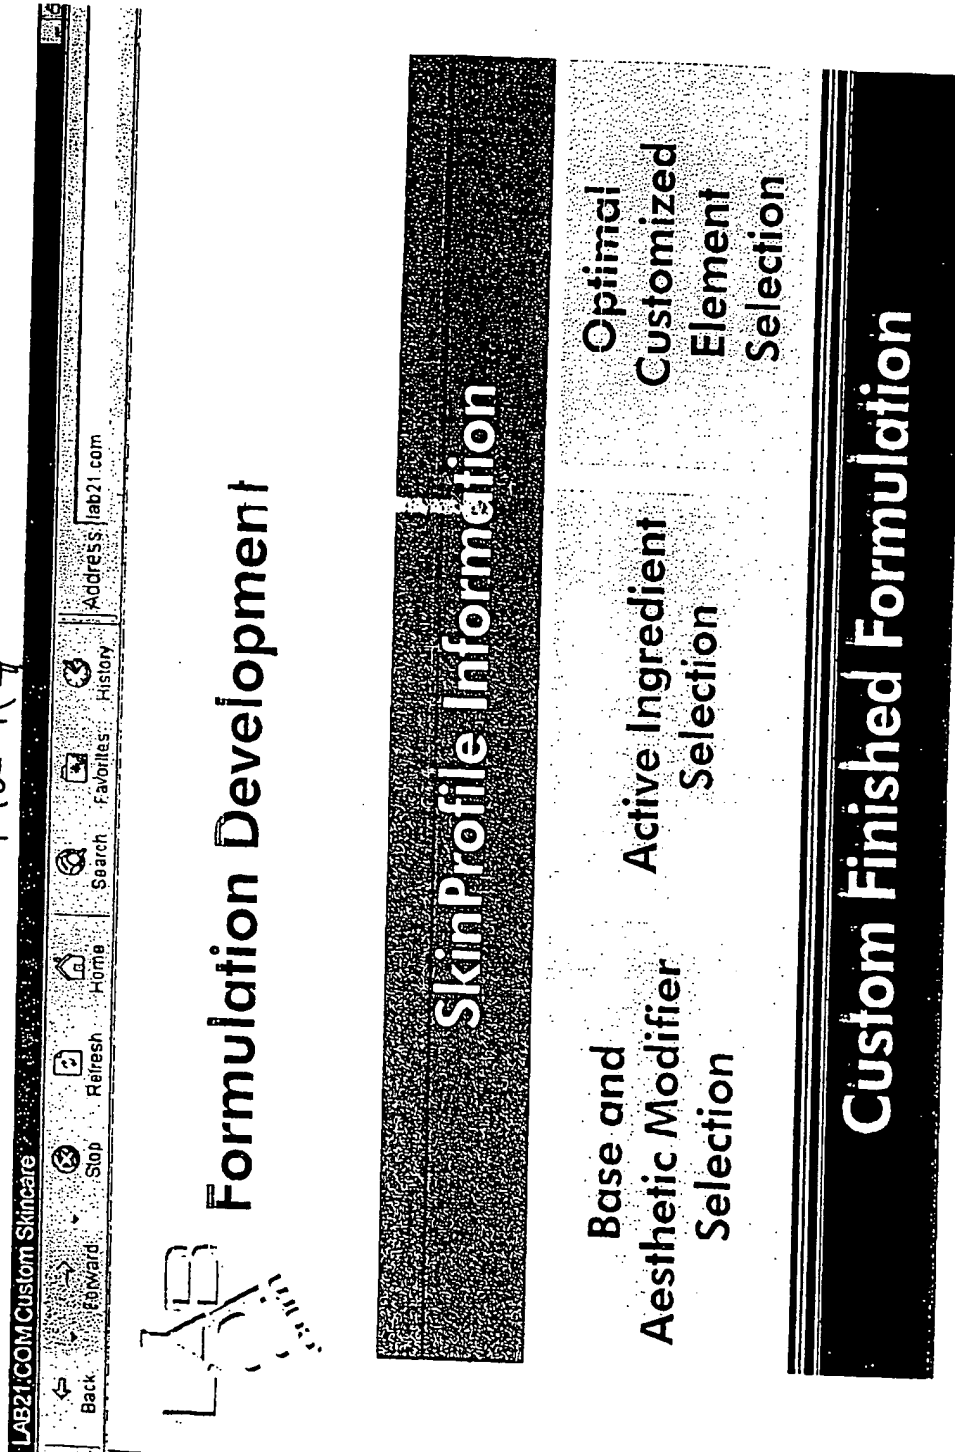 LAB21.COM Custom Skincare
Back
Forward
Stop
Refresh
Home
Search
Favorites
History
Address
lab21.com
LAB
Formulation Development
SkinProfile Information
Base and
Aesthetic Modifier
Selection
Active Ingredient
Selection
Optimal
Customized
Element
Selection
Custom Finished Formulation